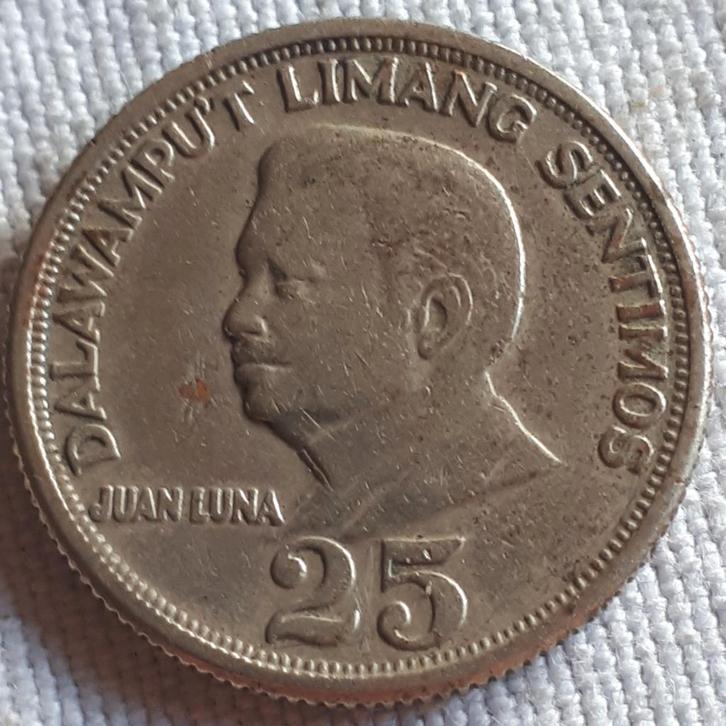 DALAWAMPU'T LIMANG SENTIMOS
JUAN LUNA
25